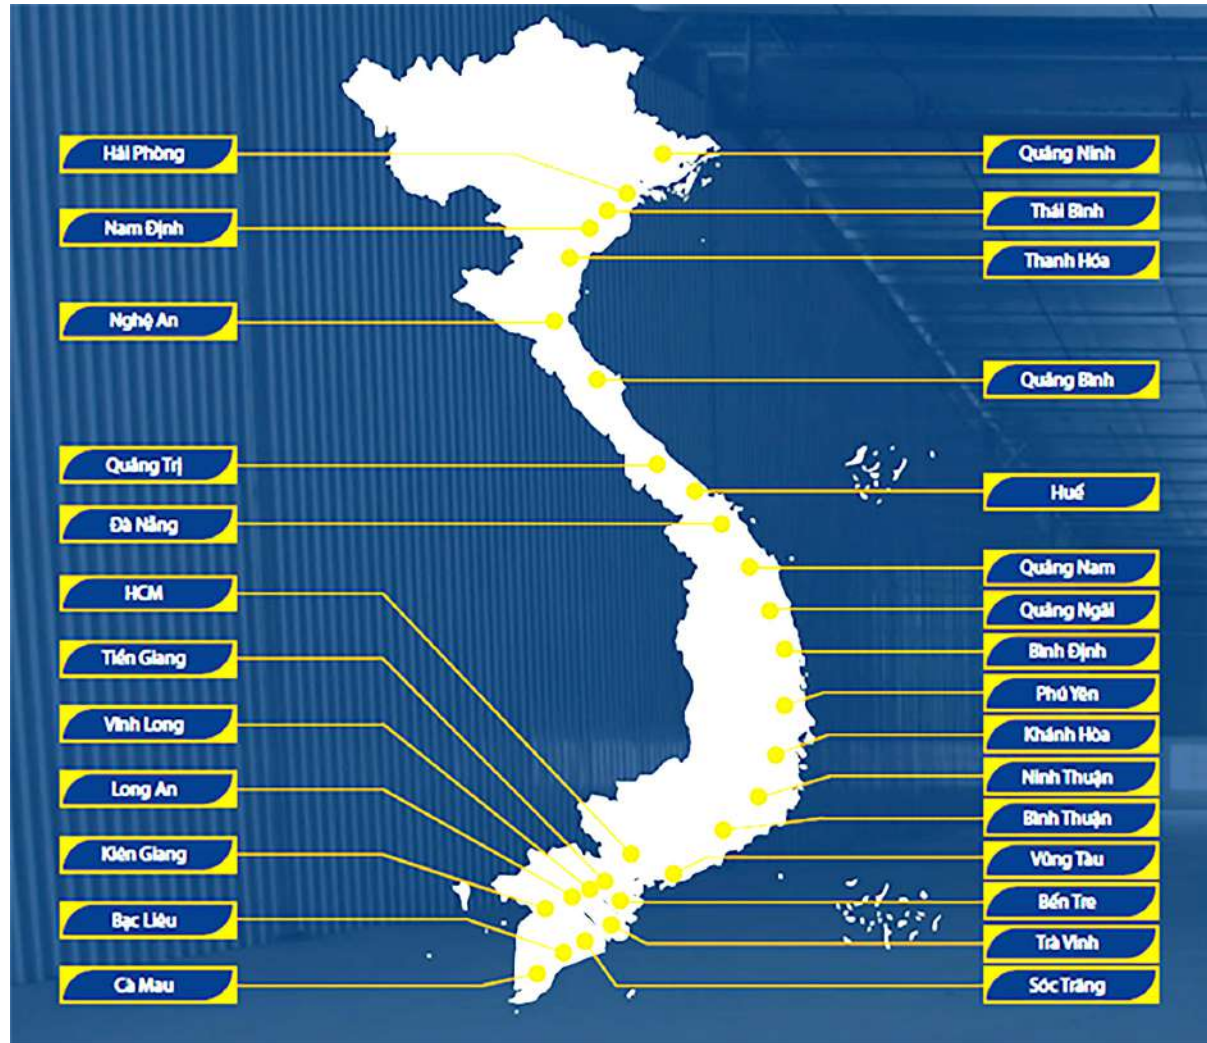 Hải Phòng
Nam Định
Nghệ An
Quảng Trị
Đà Nẵng
HCM
Tiền Giang
Vĩnh Long
Long An
Kiên Giang
Bạc Liêu
Cà Mau
Quảng Ninh
Thái Bình
Thanh Hóa
Quảng Bình
Huế
Quảng Nam
Quảng Ngãi
Bình Định
Phú Yên
Khánh Hòa
Ninh Thuận
Bình Thuận
Vũng Tàu
Bến Tre
Trà Vinh
Sóc Trăng